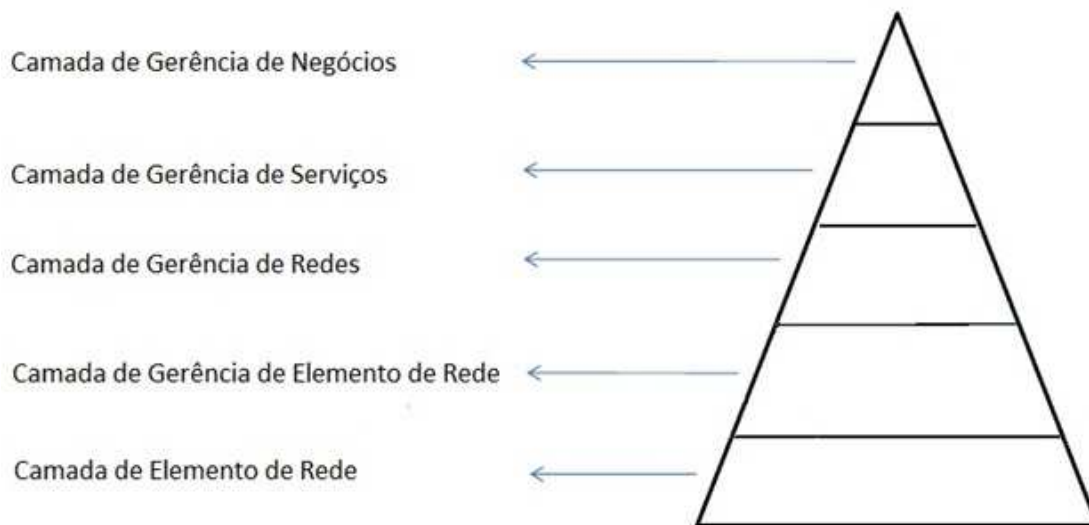 Camada de Gerência de Negócios
Camada de Gerência de Serviços
Camada de Gerência de Redes
Camada de Gerência de Elemento de Rede
Camada de Elemento de Rede